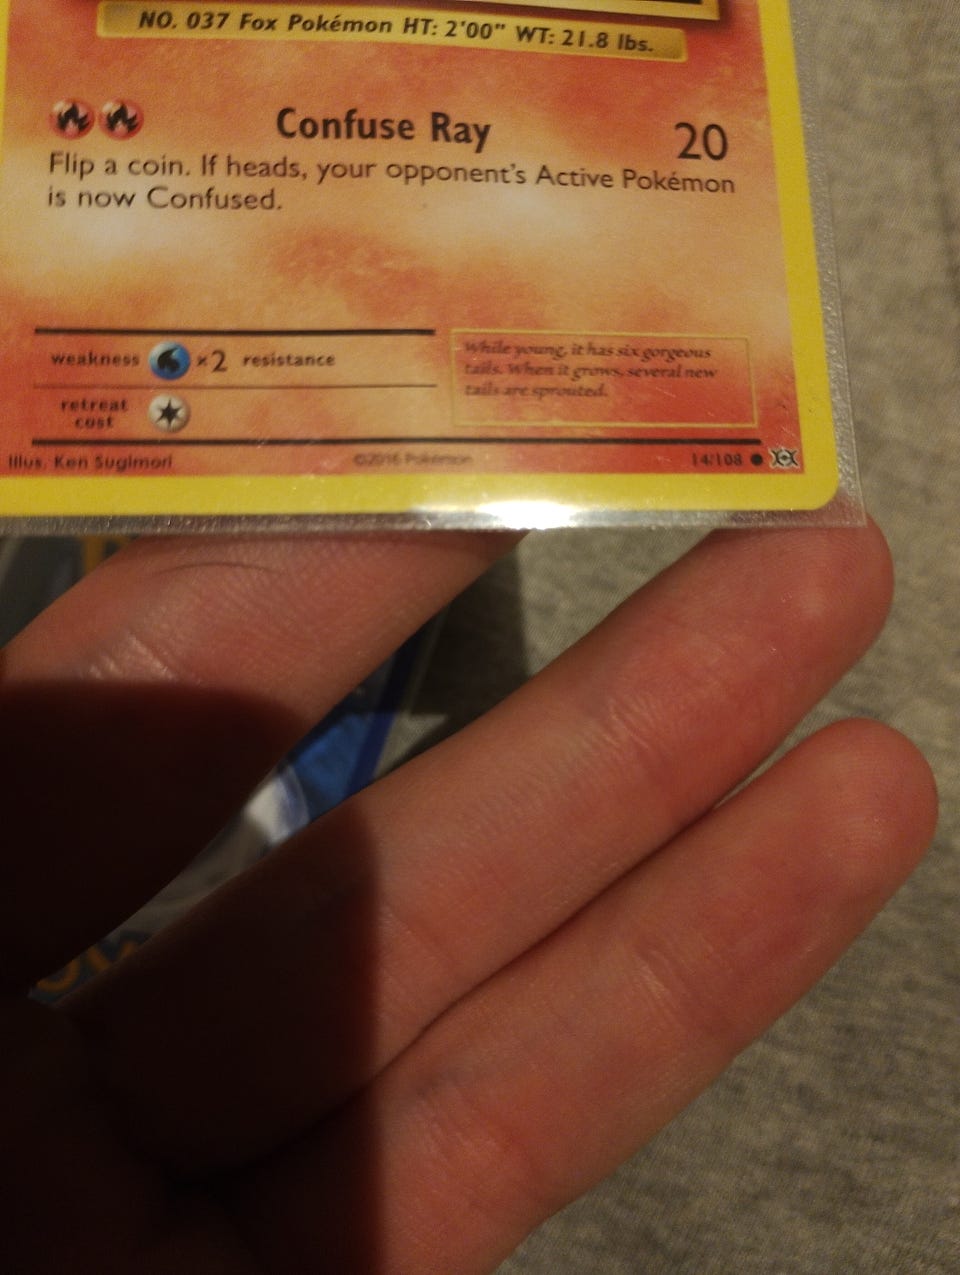 NO. 037 Fox Pokémon HT: 2'00" WT: 21.8 lbs.
Confuse Ray 20
Flip a coin. If heads, your opponent's Active Pokémon
is now Confused.
weakness ×2 resistance
retreat
cost
While young, it has six gorgeous
tails. When it grows, several new
tails are sprouted.
Illus. Ken Sugimori ©2016 Pokémon 14/108